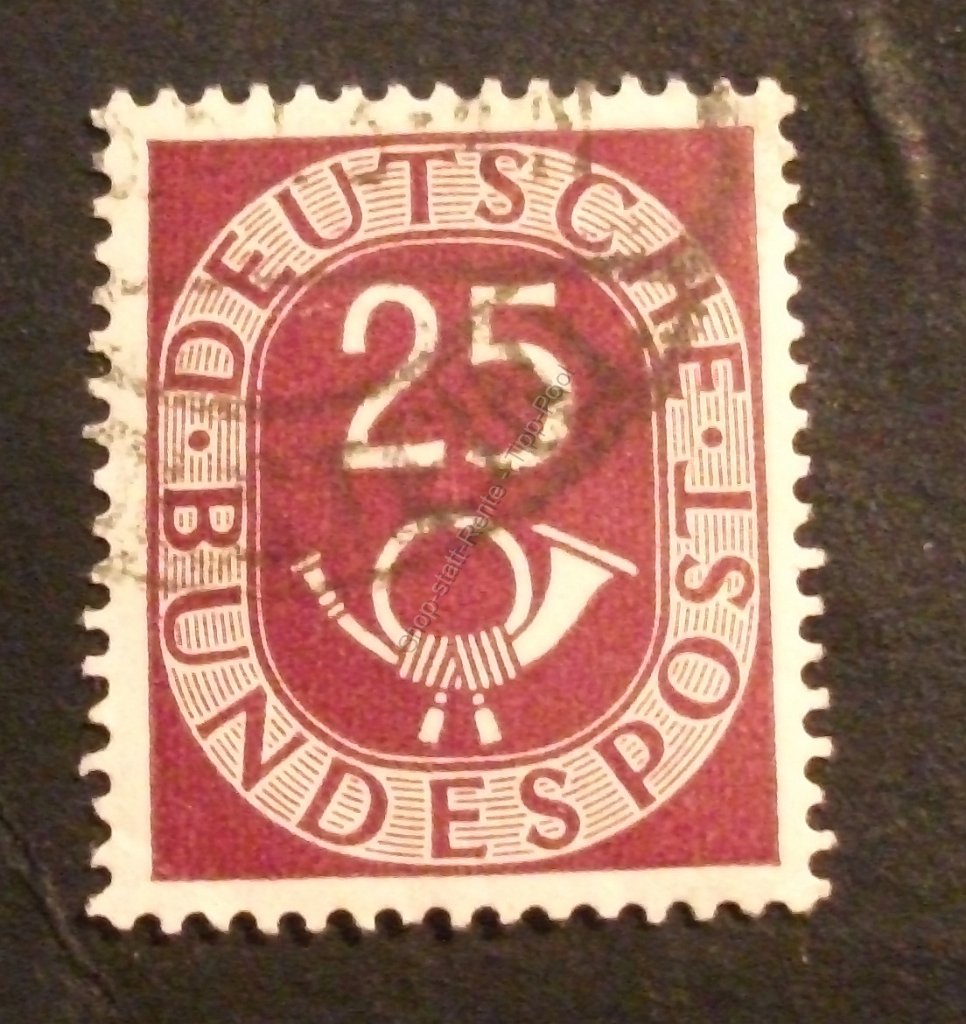 DEUTSCHE
25
· BUNDESPOST ·
Shop-statt-Rente - Tipp-Pool